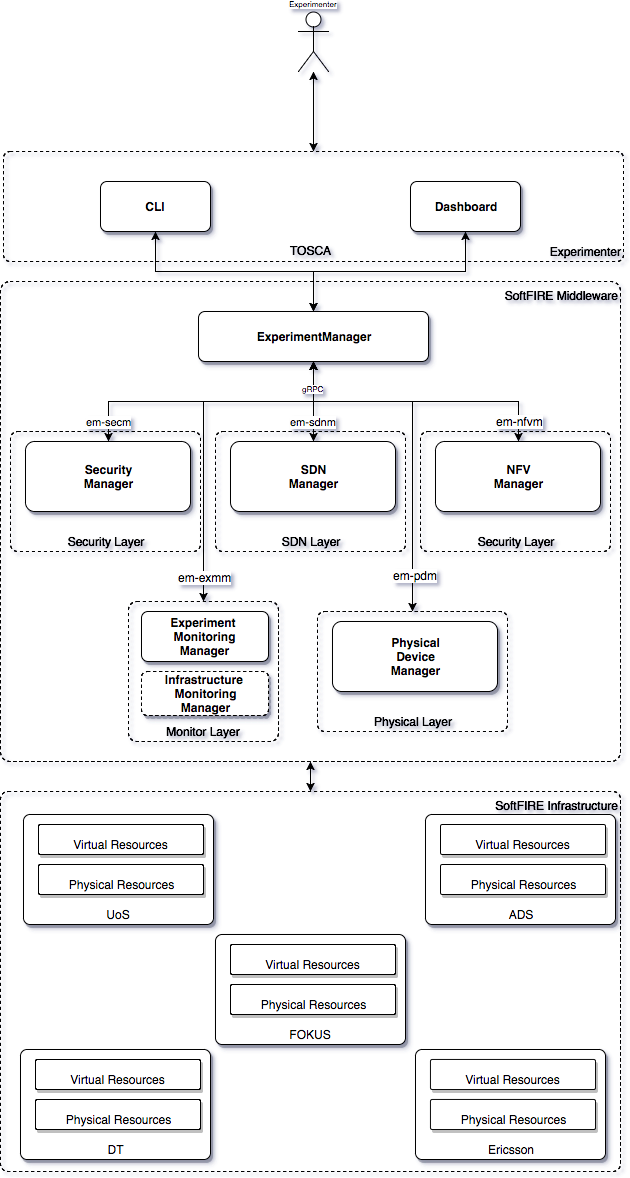 Experimenter
CLI
Dashboard
TOSCA
Experimenter
SoftFIRE Middleware
ExperimentManager
gRPC
em-secm
em-sdnm
em-nfvm
Security
Manager
SDN
Manager
NFV
Manager
Security Layer
SDN Layer
Security Layer
em-exmm
em-pdm
Experiment
Monitoring
Manager
Infrastructure
Monitoring
Manager
Monitor Layer
Physical
Device
Manager
Physical Layer
SoftFIRE Infrastructure
Virtual Resources
Physical Resources
UoS
Virtual Resources
Physical Resources
ADS
Virtual Resources
Physical Resources
FOKUS
Virtual Resources
Physical Resources
DT
Virtual Resources
Physical Resources
Ericsson